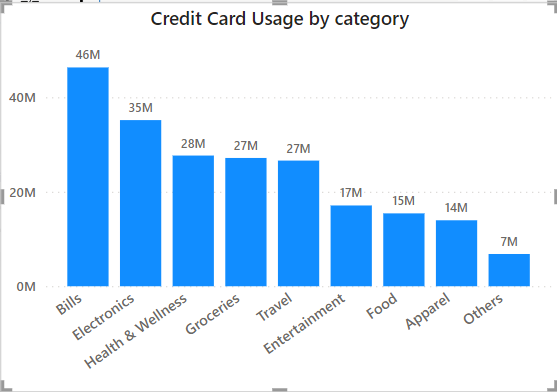 Credit Card Usage by category
46M
40M
35M
28M
27M
27M
20M
17M
15M
14M
7M
0M
Bills
Electronics
Health & Wellness
Groceries
Travel
Entertainment
Food
Apparel
Others